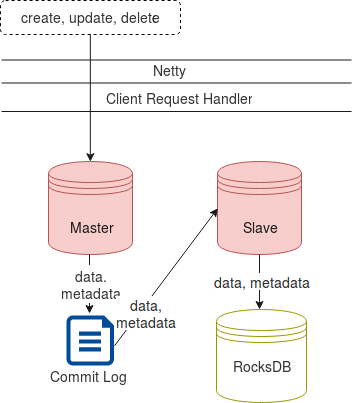 create, update, delete
Netty
Client Request Handler
Master
Slave
data.
metadata
data,
metadata
data, metadata
Commit Log
RocksDB